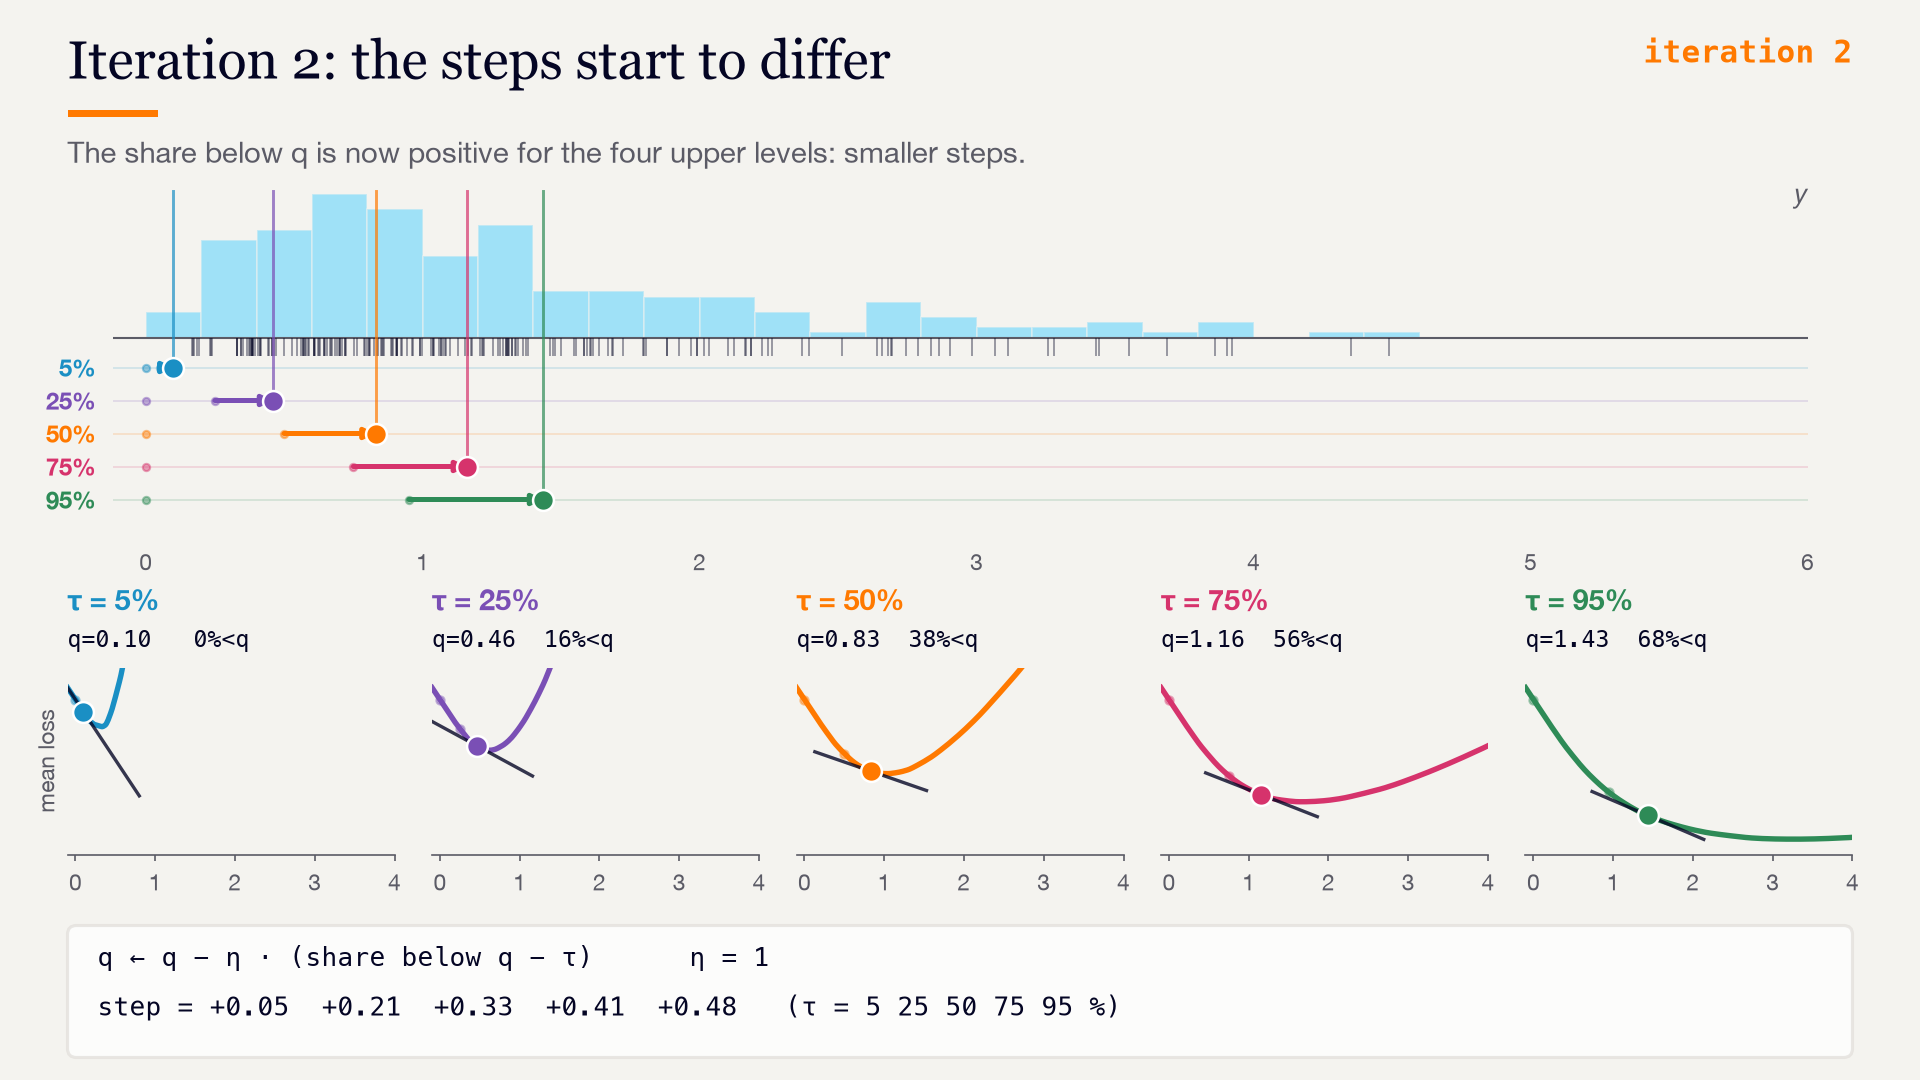 Iteration 2: the steps start to differ
iteration 2
The share below q is now positive for the four upper levels: smaller steps.
y
5%
25%
50%
75%
95%
0 1 2 3 4 5 6
τ = 5% τ = 25% τ = 50% τ = 75% τ = 95%
q=0.10 0%<q q=0.46 16%<q q=0.83 38%<q q=1.16 56%<q q=1.43 68%<q
mean loss
0 1 2 3 4 0 1 2 3 4 0 1 2 3 4 0 1 2 3 4 0 1 2 3 4
q ← q − η · (share below q − τ) η = 1
step = +0.05 +0.21 +0.33 +0.41 +0.48 (τ = 5 25 50 75 95 %)